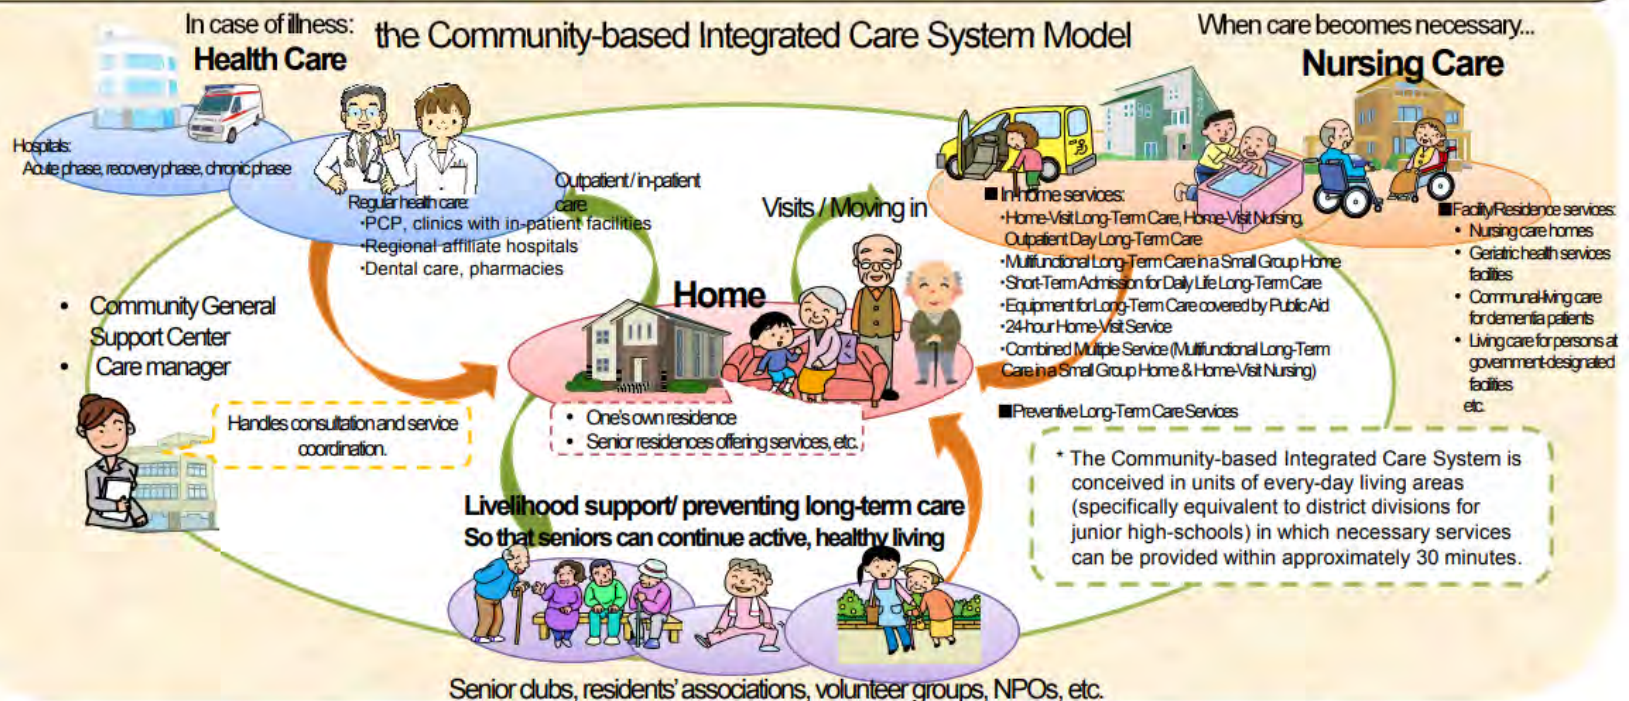 the Community-based Integrated Care System Model
In case of illness:
Health Care
Hospitals:
Acute phase, recovery phase, chronic phase
Regular health care:
・PCP, clinics with in-patient facilities
・Regional affiliate hospitals
・Dental care, pharmacies
Outpatient / in-patient
care
Visits / Moving in
When care becomes necessary...
Nursing Care
■In-home services:
・Home-Visit Long-Term Care, Home-Visit Nursing,
Outpatient Day Long-Term Care
・Multifunctional Long-Term Care in a Small Group Home
・Short-Term Admission for Daily Life Long-Term Care
・Equipment for Long-Term Care covered by Public Aid
・24-hour Home-Visit Service
・Combined Multiple Service (Multifunctional Long-Term
Care in a Small Group Home & Home-Visit Nursing)
■Preventive Long-Term Care Services
■Facility/Residence services:
• Nursing care homes
• Geriatric health services
facilities
• Communal-living care
for dementia patients
• Living care for persons at
government-designated
facilities
etc.
• Community General
Support Center
• Care manager
Handles consultation and service
coordination.
Home
• One's own residence
• Senior residences offering services, etc.
Livelihood support/ preventing long-term care
So that seniors can continue active, healthy living
Senior clubs, residents' associations, volunteer groups, NPOs, etc.
* The Community-based Integrated Care System is
conceived in units of every-day living areas
(specifically equivalent to district divisions for
junior high-schools) in which necessary services
can be provided within approximately 30 minutes.